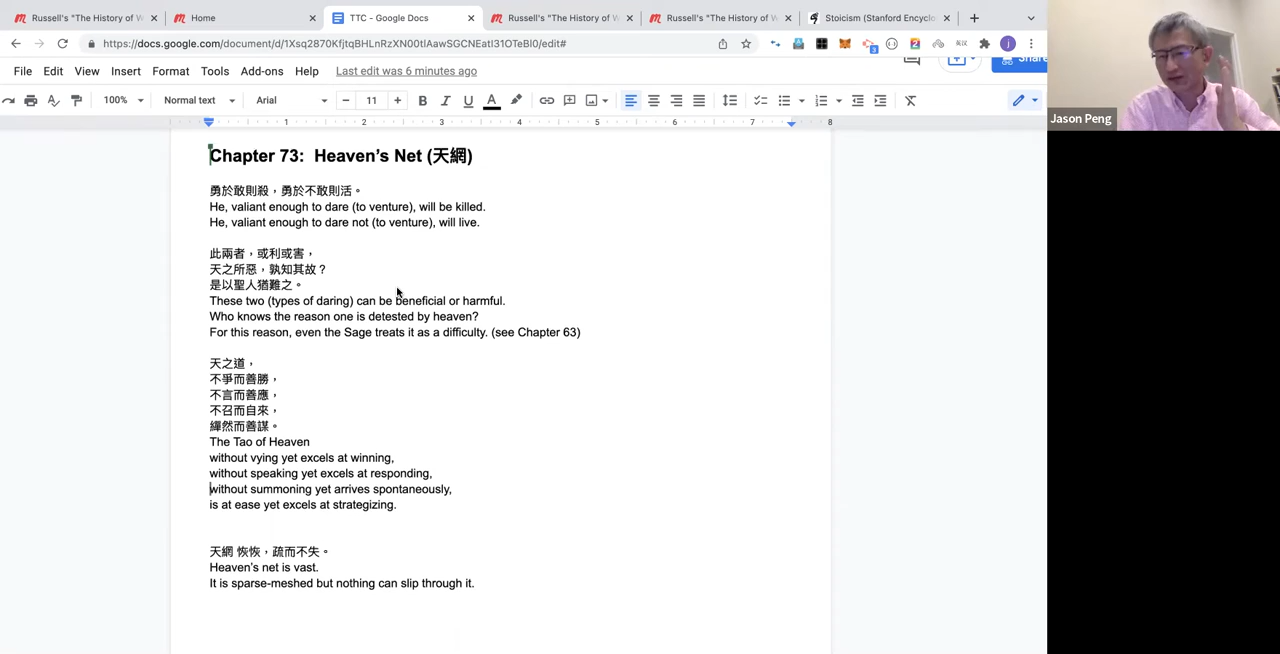 Russell's "The History of W
Home
TTC - Google Docs
Russell's "The History of W
Russell's "The History of W
Stoicism (Stanford Encyclo
https://docs.google.com/document/d/1Xsq2870KfjtqBHLnRzXN00tIAawSGCNEatI31OTeBl0/edit#
File Edit View Insert Format Tools Add-ons Help Last edit was 6 minutes ago
Share
100% Normal text Arial 11 B I U A
1 2 3 4 5 6 7 8
Jason Peng
Chapter 73: Heaven's Net (天網)
勇於敢則殺，勇於不敢則活。
He, valiant enough to dare (to venture), will be killed.
He, valiant enough to dare not (to venture), will live.
此兩者，或利或害，
天之所惡，孰知其故？
是以聖人猶難之。
These two (types of daring) can be beneficial or harmful.
Who knows the reason one is detested by heaven?
For this reason, even the Sage treats it as a difficulty. (see Chapter 63)
天之道，
不爭而善勝，
不言而善應，
不召而自來，
繟然而善謀。
The Tao of Heaven
without vying yet excels at winning,
without speaking yet excels at responding,
without summoning yet arrives spontaneously,
is at ease yet excels at strategizing.
天網 恢恢，疏而不失。
Heaven's net is vast.
It is sparse-meshed but nothing can slip through it.